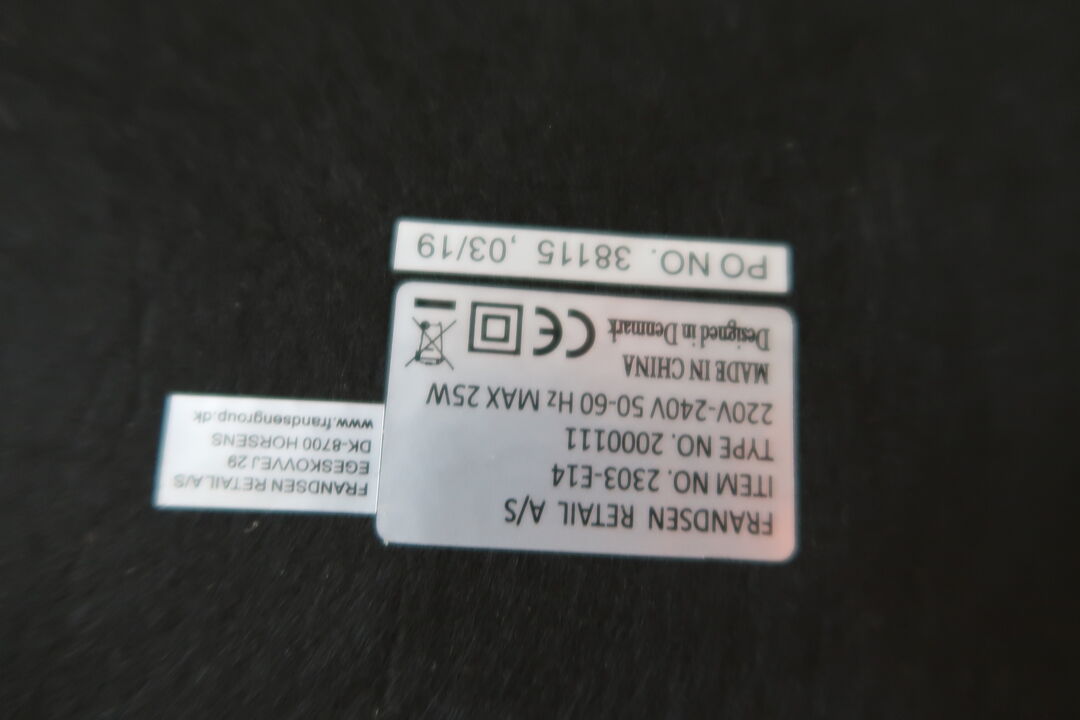 FRANDSEN RETAIL A/S
ITEM NO. 2303-E14
TYPE NO. 2000111
220V-240V 50-60 Hz MAX 25W
MADE IN CHINA
Designed in Denmark
CE
PO NO. 38115 ,03/19
FRANDSEN RETAIL A/S
EGESKOVVEJ 29
DK-8700 HORSENS
www.frandsengroup.dk